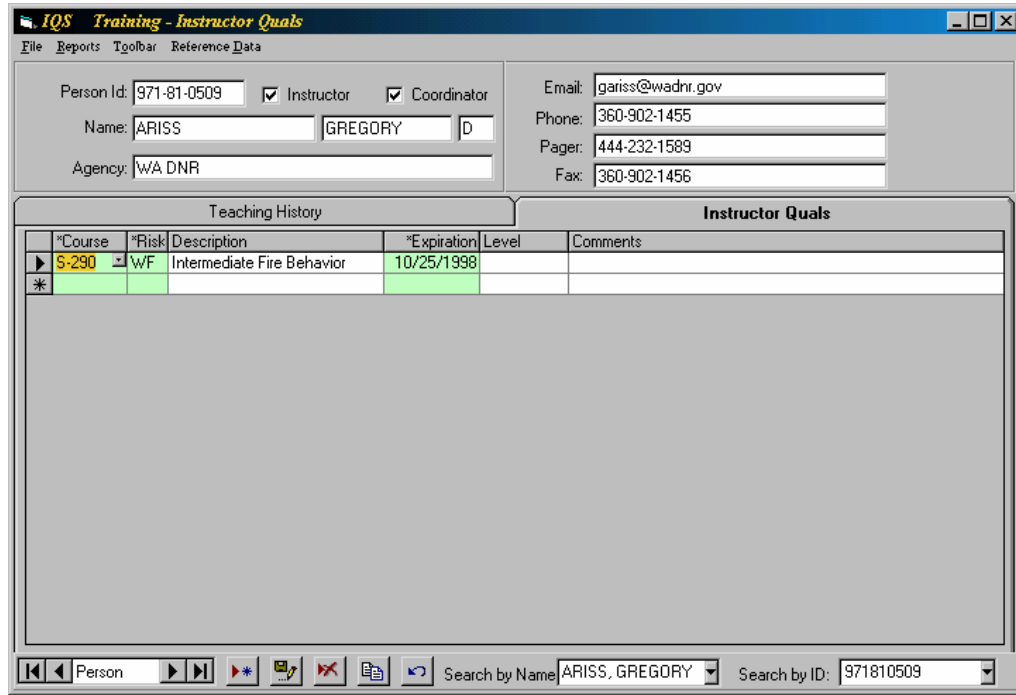 IQS Training - Instructor Quals
File Reports Toolbar Reference Data
Person Id: 971-81-0509 Instructor Coordinator
Name: ARISS GREGORY D
Agency: WA DNR
Email: gariss@wadnr.gov
Phone: 360-902-1455
Pager: 444-232-1589
Fax: 360-902-1456
Teaching History Instructor Quals
*Course *Risk Description *Expiration Level Comments
S-290 WF Intermediate Fire Behavior 10/25/1998
Person Search by Name ARISS, GREGORY Search by ID: 971810509